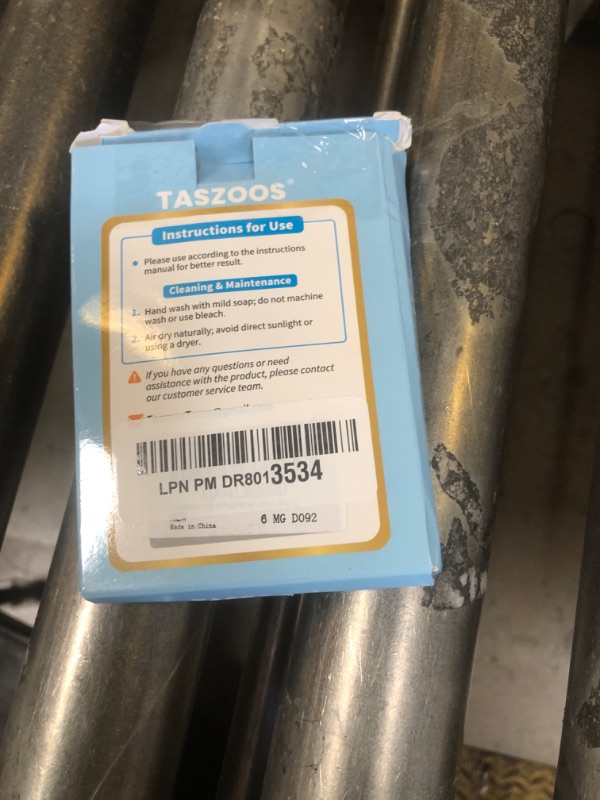 TASZOOS®
Instructions for Use
• Please use according to the instructions
manual for better result.
Cleaning & Maintenance
1. Hand wash with mild soap; do not machine
wash or use bleach.
2. Air dry naturally; avoid direct sunlight or
using a dryer.
If you have any questions or need
assistance with the product, please contact
our customer service team.
LPN PM DR8013534
Made in China
6 MG D092